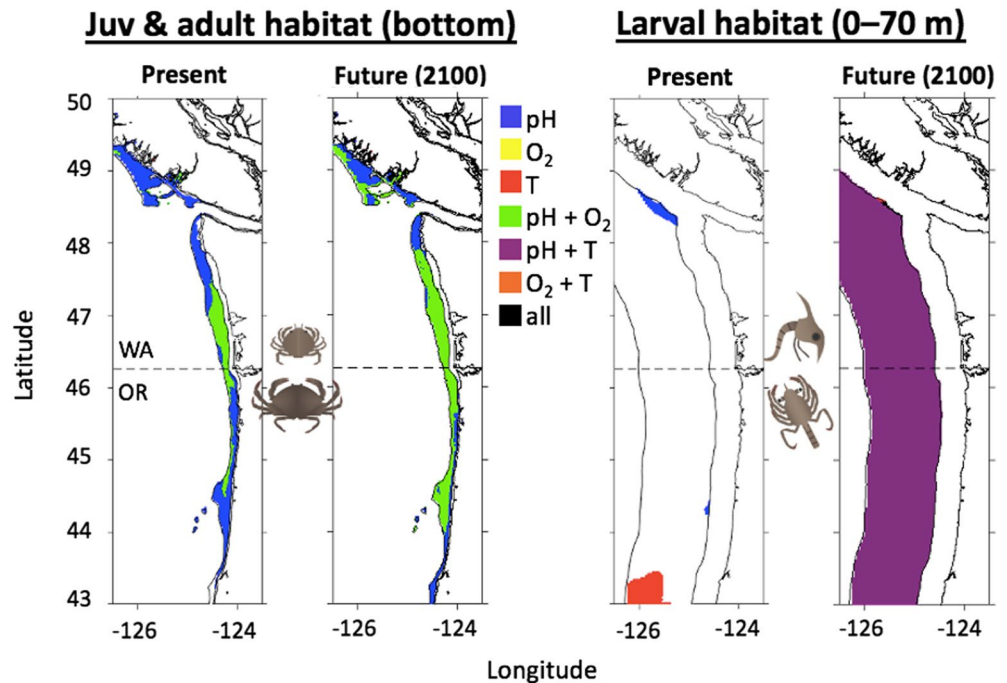 Juv & adult habitat (bottom)
Larval habitat (0–70 m)
Present
Future (2100)
Present
Future (2100)
50
49
48
47
46
45
44
43
Latitude
WA
OR
pH
O₂
T
pH + O₂
pH + T
O₂ + T
all
-126
-124
-126
-124
-126
-124
-126
-124
Longitude